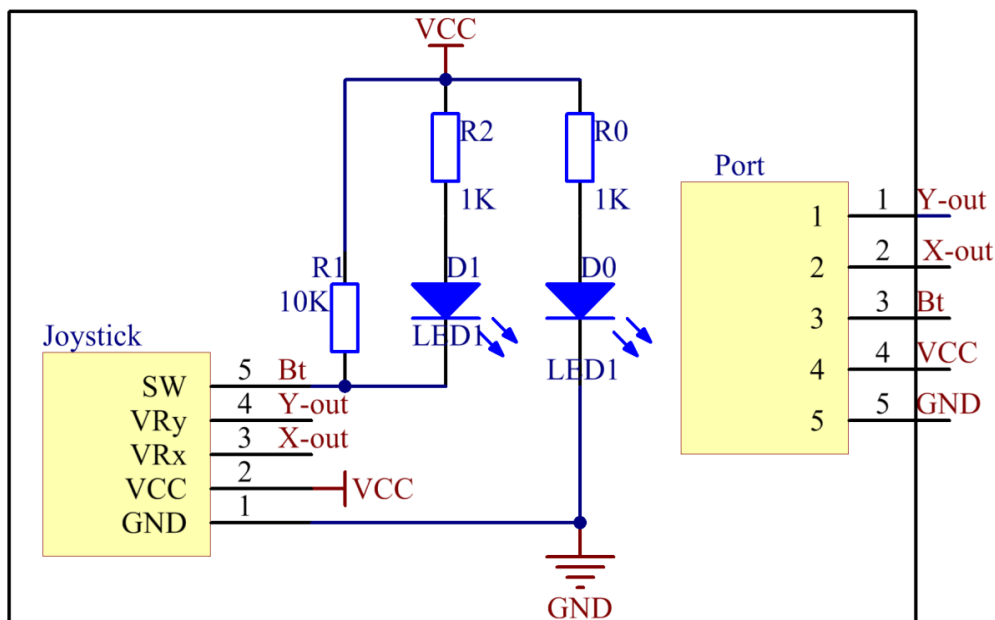 VCC
R2
R0
1K
1K
Port
1
1
Y-out
2
2
X-out
3
3
Bt
4
4
VCC
5
5
GND
R1
10K
D1
LED1
D0
LED1
Joystick
SW
5
Bt
VRy
4
Y-out
VRx
3
X-out
VCC
2
VCC
GND
1
GND